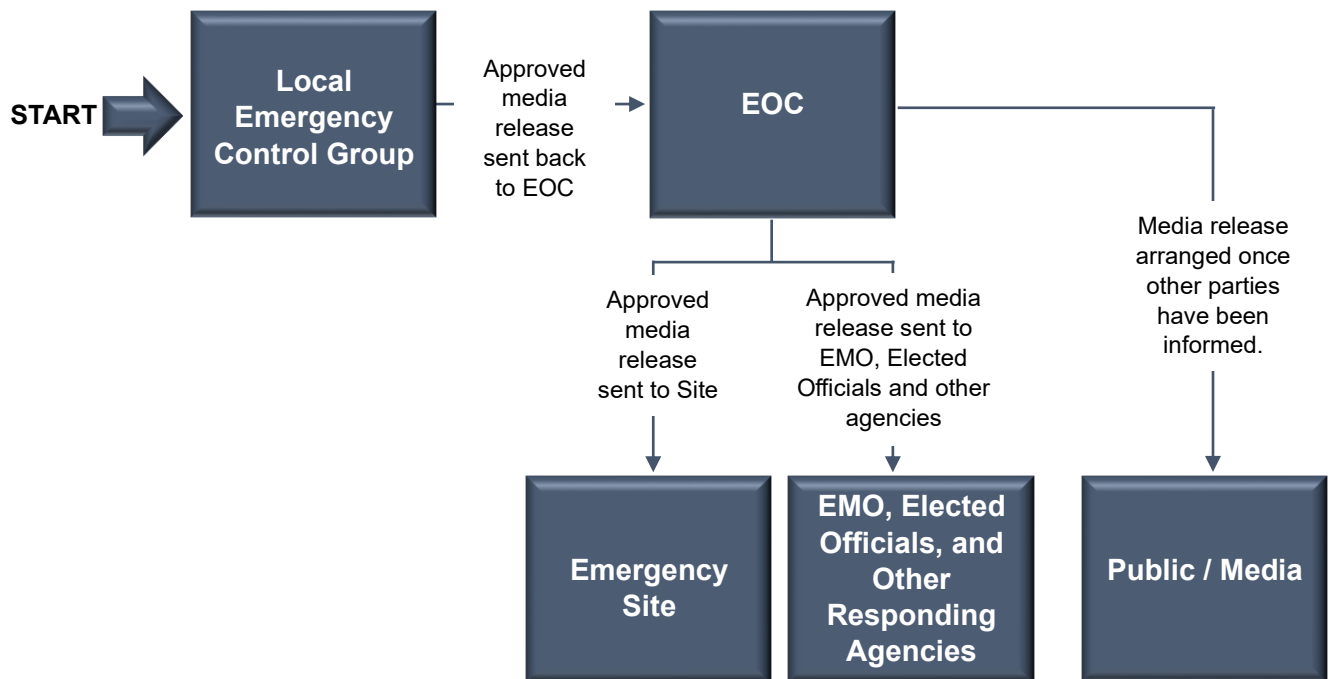 START
Local
Emergency
Control Group
Approved
media
release
sent back
to EOC
EOC
Approved
media
release
sent to Site
Approved media
release sent to
EMO, Elected
Officials and other
agencies
Media release
arranged once
other parties
have been
informed.
Emergency
Site
EMO, Elected
Officials, and
Other
Responding
Agencies
Public / Media